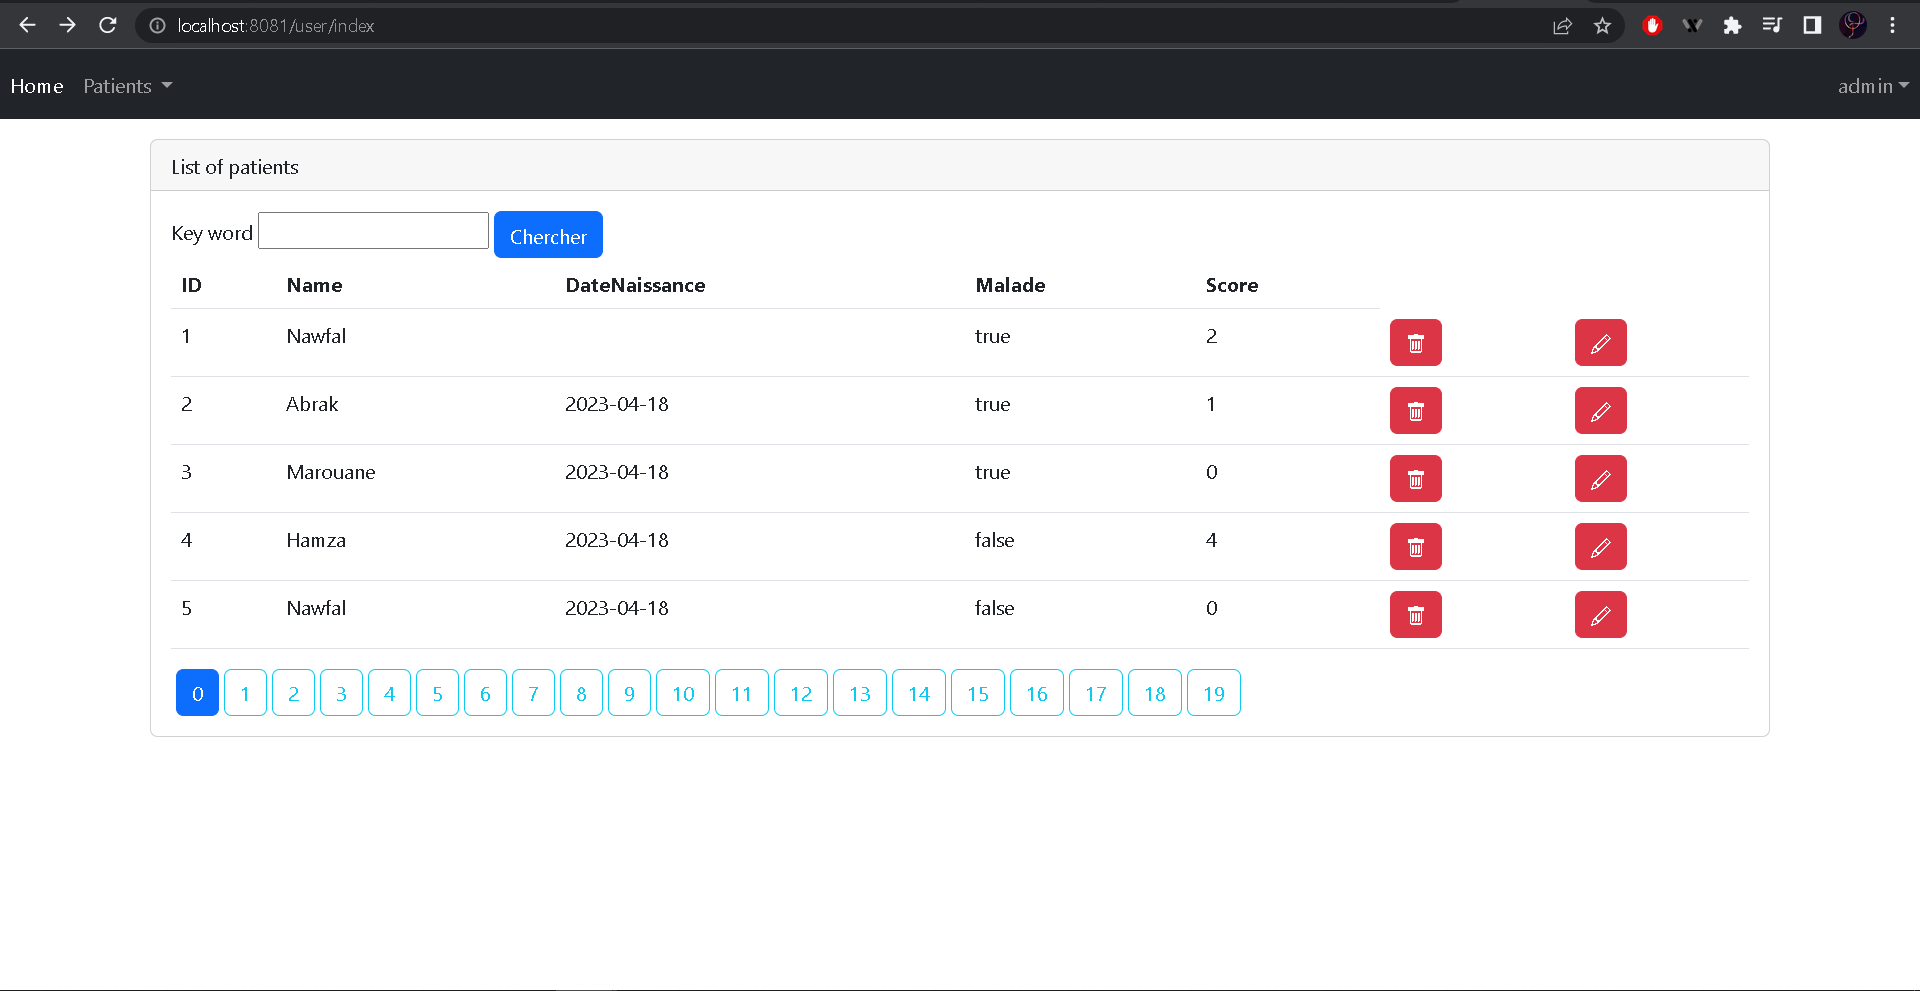 localhost:8081/user/index
Home Patients admin
List of patients
Key word Chercher
ID Name DateNaissance Malade Score
1 Nawfal true 2
2 Abrak 2023-04-18 true 1
3 Marouane 2023-04-18 true 0
4 Hamza 2023-04-18 false 4
5 Nawfal 2023-04-18 false 0
0 1 2 3 4 5 6 7 8 9 10 11 12 13 14 15 16 17 18 19